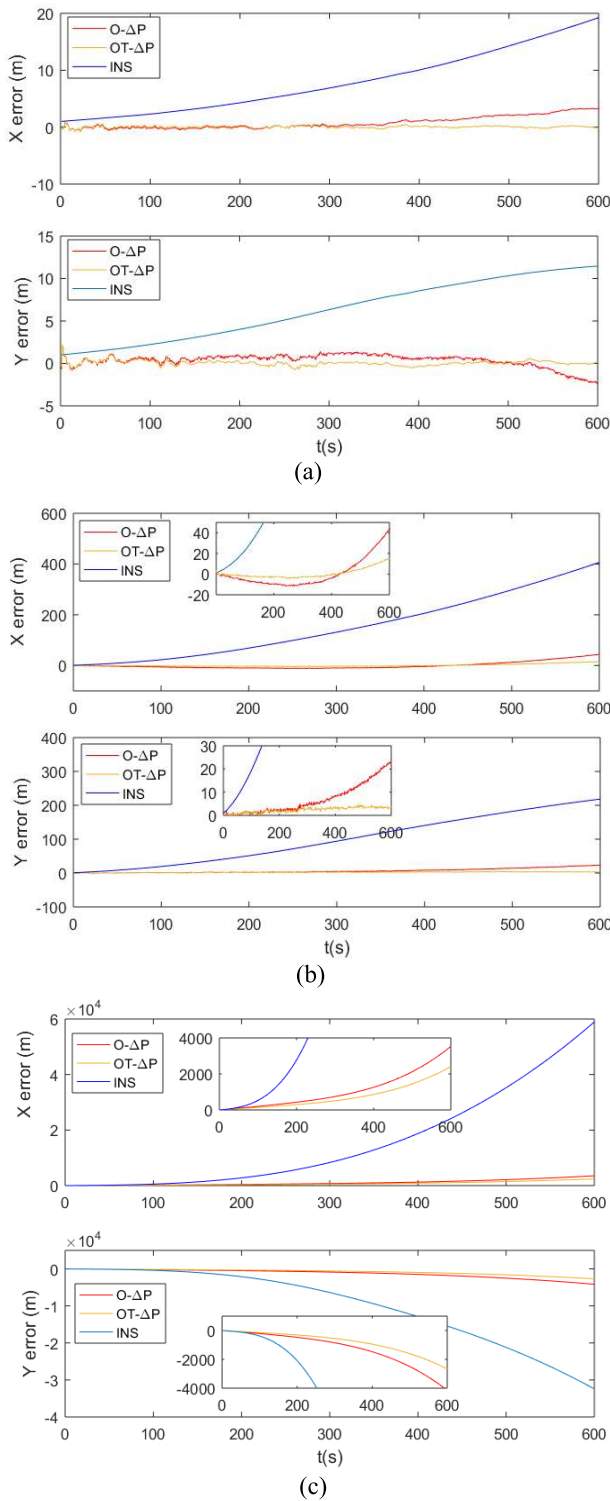 20
10
0
-10
X error (m)
O-ΔP
OT-ΔP
INS
0 100 200 300 400 500 600
15
10
5
0
-5
Y error (m)
O-ΔP
OT-ΔP
INS
0 100 200 300 400 500 600
t(s)
(a)
600
400
200
0
X error (m)
O-ΔP
OT-ΔP
INS
40
20
0
-20
200 400 600
0 100 200 300 400 500 600
400
300
200
100
0
-100
Y error (m)
O-ΔP
OT-ΔP
INS
30
20
10
0
0 200 400 600
0 100 200 300 400 500 600
t(s)
(b)
× 10^4
6
4
2
0
X error (m)
O-ΔP
OT-ΔP
INS
4000
2000
0
0 200 400 600
0 100 200 300 400 500 600
× 10^4
0
-1
-2
-3
-4
Y error (m)
O-ΔP
OT-ΔP
INS
0
-2000
-4000
0 200 400 600
0 100 200 300 400 500 600
t(s)
(c)